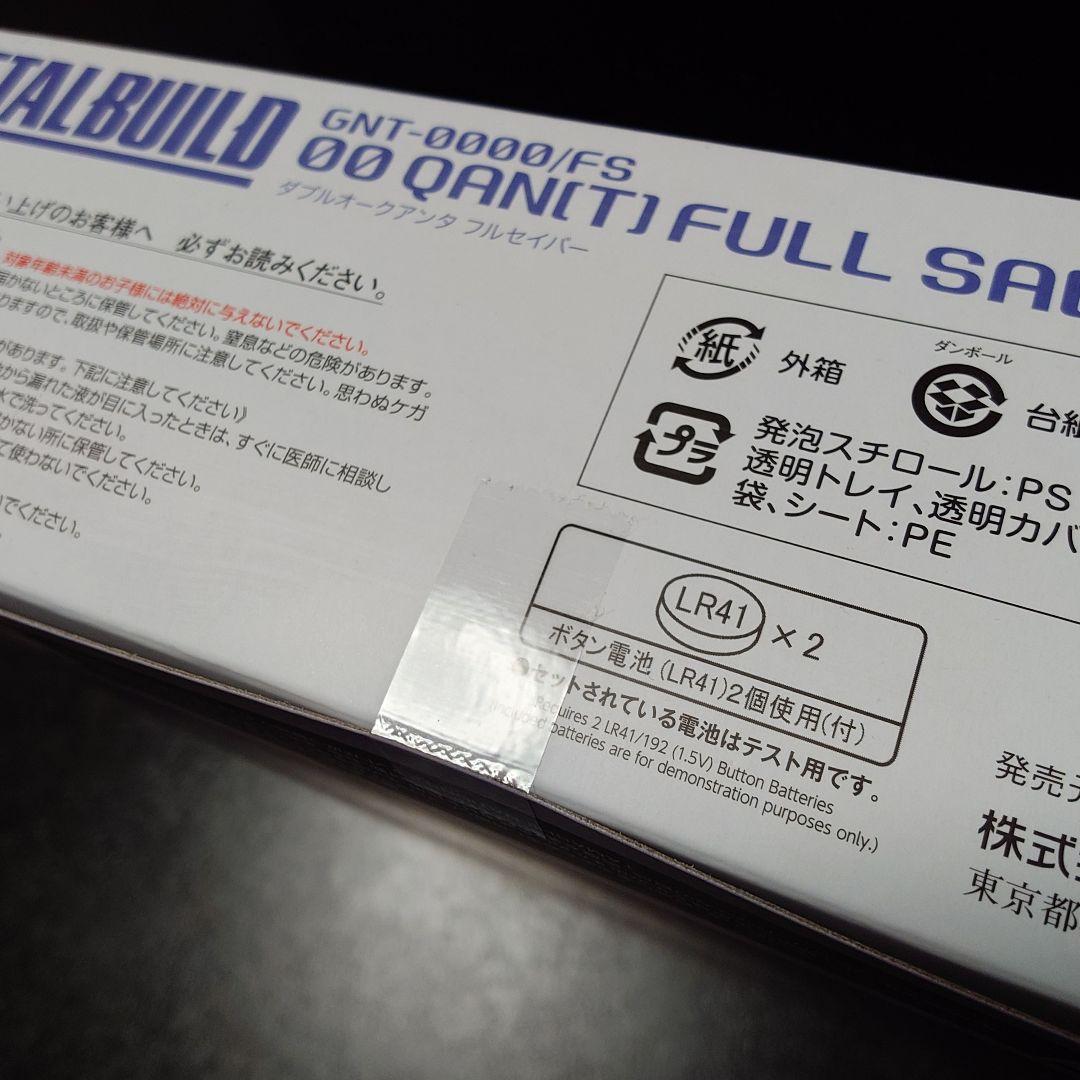 TALBUILD
GNT-0000/FS
00 QAN[T] FULL SA
ダブルオークアンタ フルセイバー
い上げのお客様へ 必ずお読みください。
対象年齢未満のお子様には絶対に与えないでください。
届かないところに保管してください。窒息などの危険があります。
りますので、取扱や保管場所に注意してください。思わぬケガ
があります。下記に注意してください》
から漏れた液が目に入ったときは、すぐに医師に相談し
水で洗ってください。
かない所に保管してください。
て使わないでください。
でください。
紙 外箱
ダンボール
台紙
プラ
発泡スチロール:PS
透明トレイ、透明カバ
袋、シート:PE
LR41 × 2
ボタン電池 (LR41)2個使用(付)
●セットされている電池はテスト用です。
Requires 2 LR41/192 (1.5V) Button Batteries
(Included batteries are for demonstration purposes only.)
発売
株式
東京都